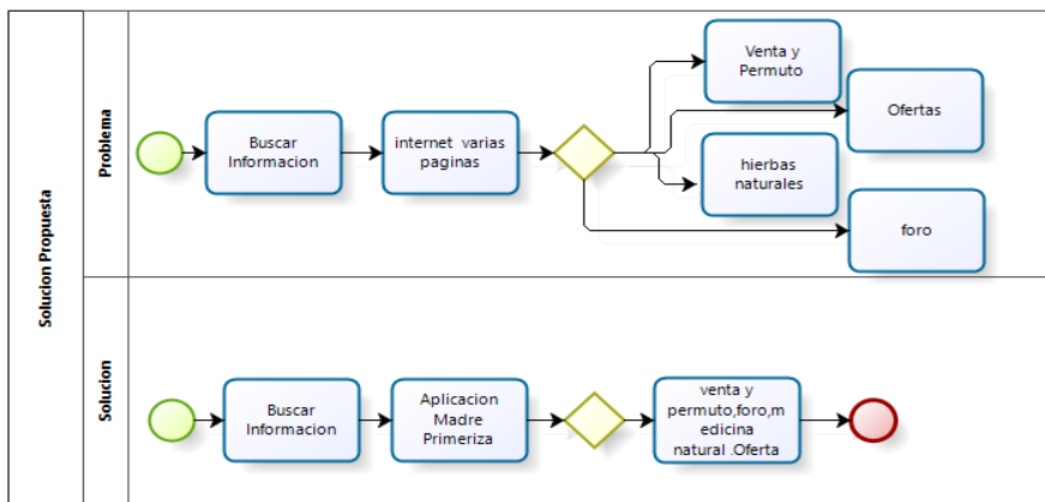 Solucion Propuesta
Problema
Buscar
Informacion
internet varias
paginas
Venta y
Permuto
Ofertas
hierbas
naturales
foro
Solucion
Buscar
Informacion
Aplicacion
Madre
Primeriza
venta y
permuto,foro,m
edicina
natural .Oferta